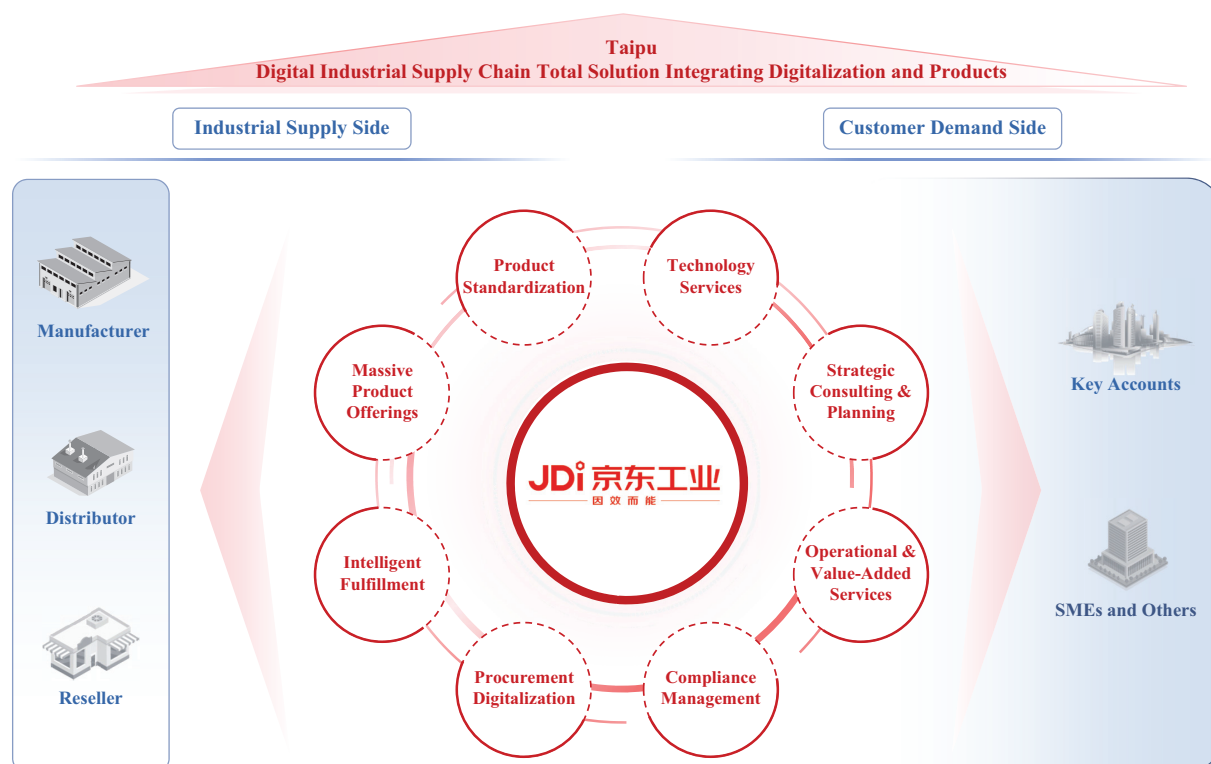 Taipu
Digital Industrial Supply Chain Total Solution Integrating Digitalization and Products
Industrial Supply Side
Customer Demand Side
Manufacturer
Distributor
Reseller
Product
Standardization
Technology
Services
Massive
Product
Offerings
Strategic
Consulting &
Planning
JDi 京东工业
因效而能
Intelligent
Fulfillment
Operational &
Value-Added
Services
Procurement
Digitalization
Compliance
Management
Key Accounts
SMEs and Others